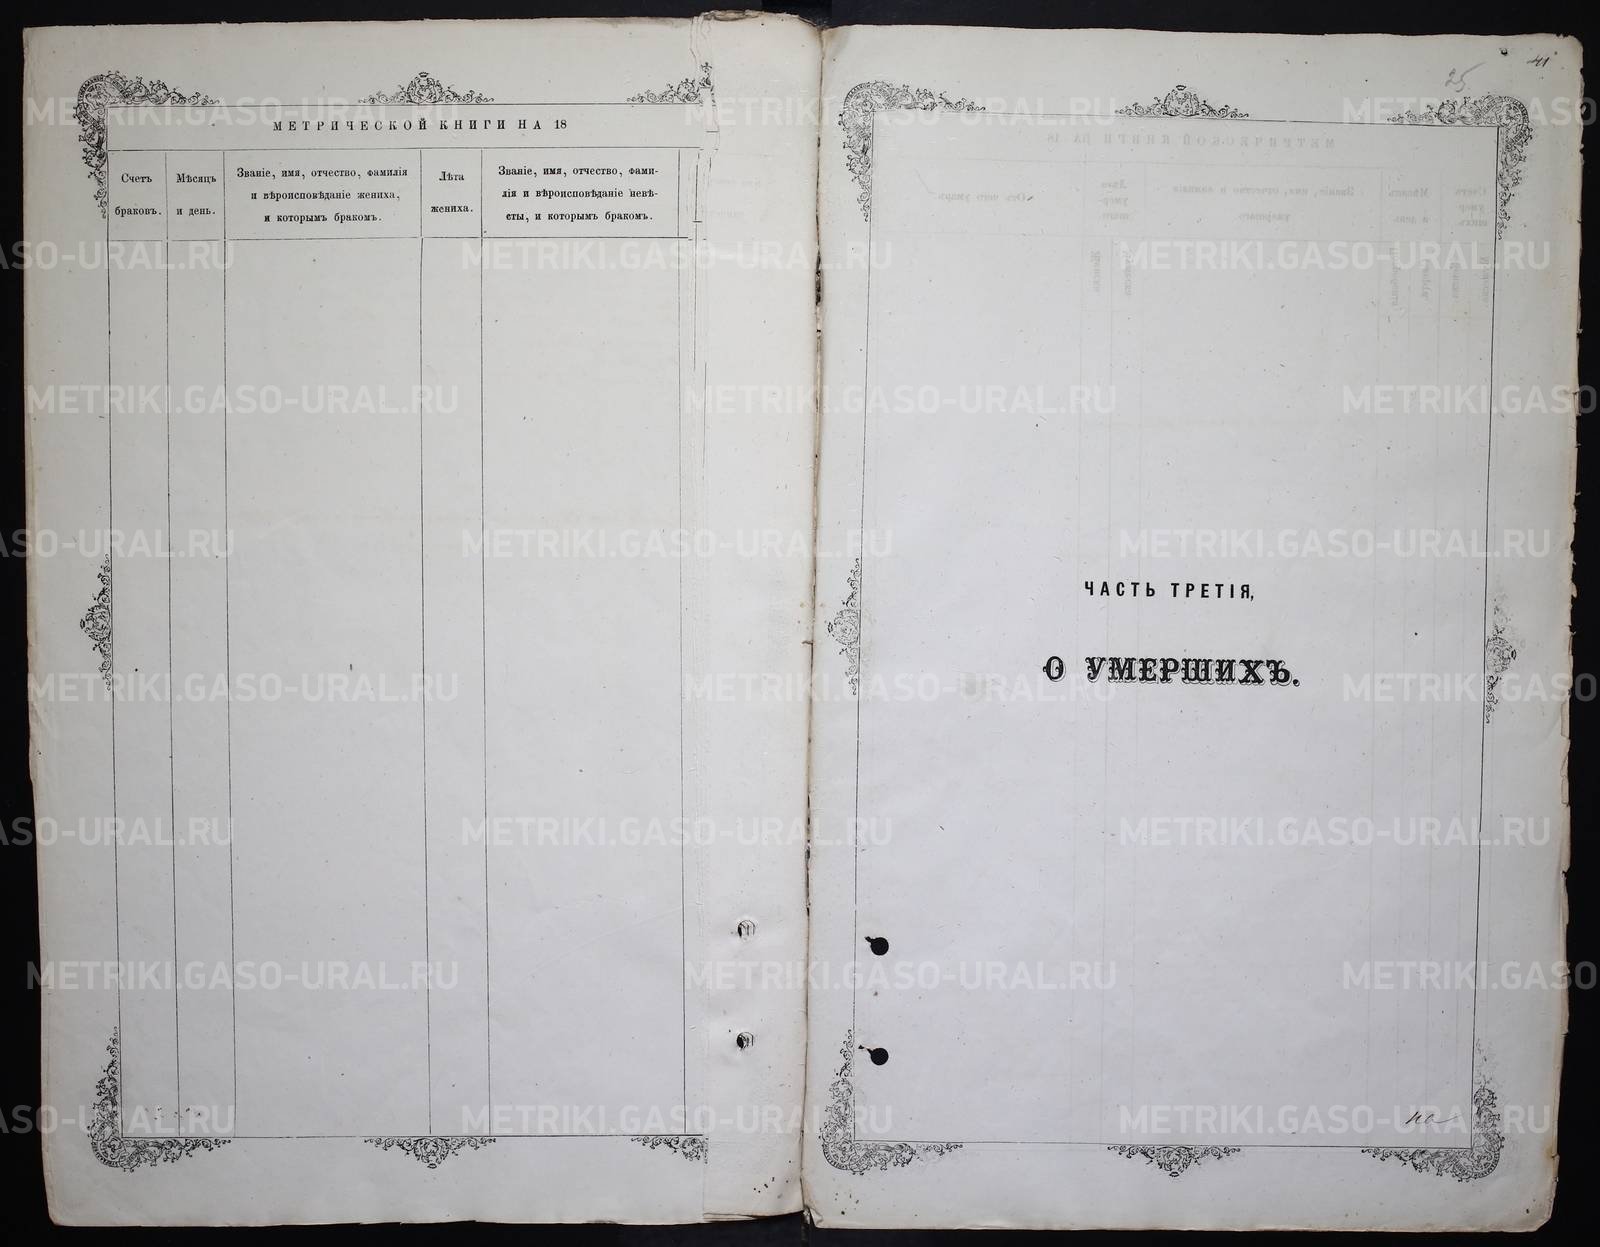 МЕТРИЧЕСКОЙ КНИГИ НА 18
Счетъ
браковъ.
Мѣсяцъ
и день.
Званіе, имя, отчество, фамилія
и вѣроисповѣданіе жениха,
и которымъ бракомъ.
Лѣта
жениха.
Званіе, имя, отчество, фами-
лія и вѣроисповѣданіе невѣ-
сты, и которымъ бракомъ.
41
25
ЧАСТЬ ТРЕТІЯ,
О УМЕРШИХЪ.
METRIKI.GASO-URAL.RU